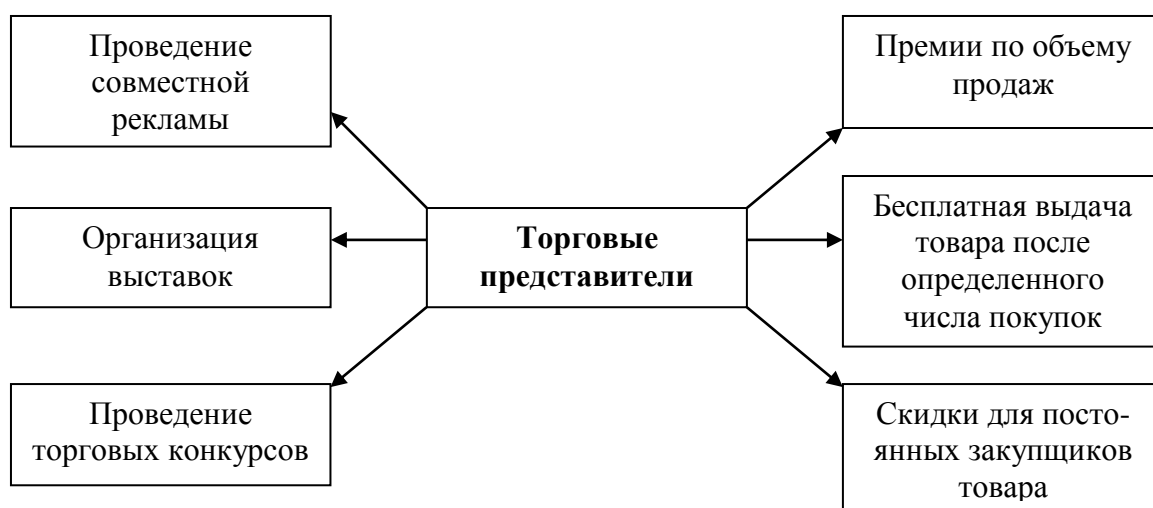 Проведение
совместной
рекламы
Организация
выставок
Проведение
торговых конкурсов
Торговые
представители
Премии по объему
продаж
Бесплатная выдача
товара после
определенного
числа покупок
Скидки для посто-
янных закупщиков
товара